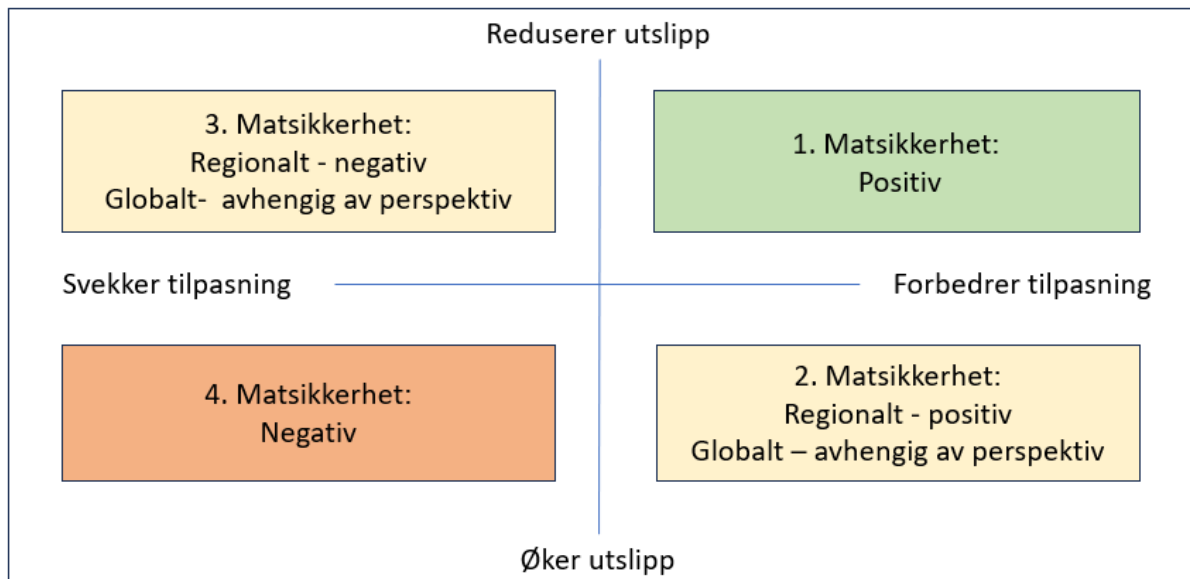 Reduserer utslipp
3. Matsikkerhet:
Regionalt - negativ
Globalt-  avhengig av perspektiv
1. Matsikkerhet:
Positiv
Svekker tilpasning
Forbedrer tilpasning
4. Matsikkerhet:
Negativ
2. Matsikkerhet:
Regionalt - positiv
Globalt – avhengig av perspektiv
Øker utslipp